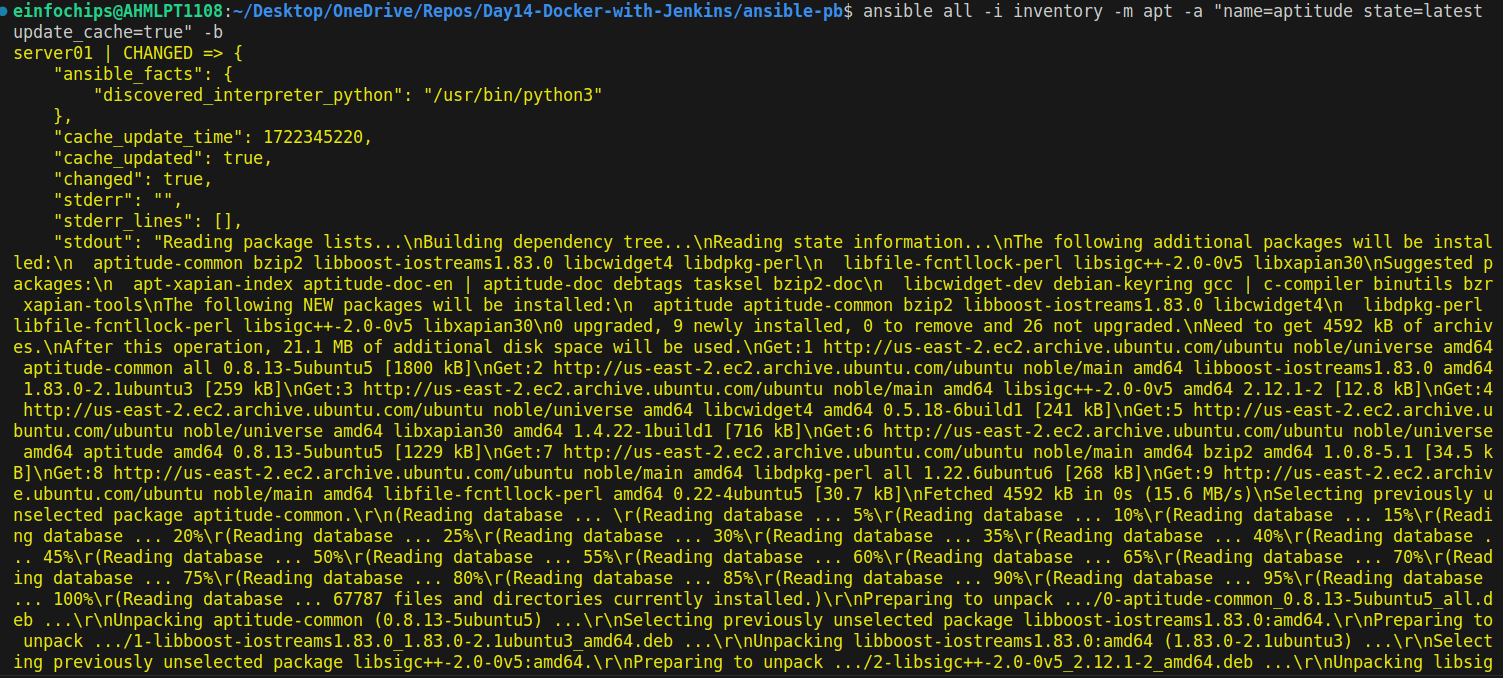 einfochips@AHMLPT1108:~/Desktop/OneDrive/Repos/Day14-Docker-with-Jenkins/ansible-pb$ ansible all -i inventory -m apt -a "name=aptitude state=latest
update_cache=true" -b
server01 | CHANGED => {
    "ansible_facts": {
        "discovered_interpreter_python": "/usr/bin/python3"
    },
    "cache_update_time": 1722345220,
    "cache_updated": true,
    "changed": true,
    "stderr": "",
    "stderr_lines": [],
    "stdout": "Reading package lists...\nBuilding dependency tree...\nReading state information...\nThe following additional packages will be instal
led:\n  aptitude-common bzip2 libboost-iostreams1.83.0 libcwidget4 libdpkg-perl\n  libfile-fcntllock-perl libsigc++-2.0-0v5 libxapian30\nSuggested p
ackages:\n  apt-xapian-index aptitude-doc-en | aptitude-doc debtags tasksel bzip2-doc\n  libcwidget-dev debian-keyring gcc | c-compiler binutils bzr
 xapian-tools\nThe following NEW packages will be installed:\n  aptitude aptitude-common bzip2 libboost-iostreams1.83.0 libcwidget4\n  libdpkg-perl
libfile-fcntllock-perl libsigc++-2.0-0v5 libxapian30\n0 upgraded, 9 newly installed, 0 to remove and 26 not upgraded.\nNeed to get 4592 kB of archiv
es.\nAfter this operation, 21.1 MB of additional disk space will be used.\nGet:1 http://us-east-2.ec2.archive.ubuntu.com/ubuntu noble/universe amd64
 aptitude-common all 0.8.13-5ubuntu5 [1800 kB]\nGet:2 http://us-east-2.ec2.archive.ubuntu.com/ubuntu noble/main amd64 libboost-iostreams1.83.0 amd64
 1.83.0-2.1ubuntu3 [259 kB]\nGet:3 http://us-east-2.ec2.archive.ubuntu.com/ubuntu noble/main amd64 libsigc++-2.0-0v5 amd64 2.12.1-2 [12.8 kB]\nGet:4
 http://us-east-2.ec2.archive.ubuntu.com/ubuntu noble/universe amd64 libcwidget4 amd64 0.5.18-6build1 [241 kB]\nGet:5 http://us-east-2.ec2.archive.u
buntu.com/ubuntu noble/universe amd64 libxapian30 amd64 1.4.22-1build1 [716 kB]\nGet:6 http://us-east-2.ec2.archive.ubuntu.com/ubuntu noble/universe
 amd64 aptitude amd64 0.8.13-5ubuntu5 [1229 kB]\nGet:7 http://us-east-2.ec2.archive.ubuntu.com/ubuntu noble/main amd64 bzip2 amd64 1.0.8-5.1 [34.5 k
B]\nGet:8 http://us-east-2.ec2.archive.ubuntu.com/ubuntu noble/main amd64 libdpkg-perl all 1.22.6ubuntu6 [268 kB]\nGet:9 http://us-east-2.ec2.archiv
e.ubuntu.com/ubuntu noble/main amd64 libfile-fcntllock-perl amd64 0.22-4ubuntu5 [30.7 kB]\nFetched 4592 kB in 0s (15.6 MB/s)\nSelecting previously u
nselected package aptitude-common.\r\n(Reading database ... \r(Reading database ... 5%\r(Reading database ... 10%\r(Reading database ... 15%\r(Readi
ng database ... 20%\r(Reading database ... 25%\r(Reading database ... 30%\r(Reading database ... 35%\r(Reading database ... 40%\r(Reading database .
.. 45%\r(Reading database ... 50%\r(Reading database ... 55%\r(Reading database ... 60%\r(Reading database ... 65%\r(Reading database ... 70%\r(Read
ing database ... 75%\r(Reading database ... 80%\r(Reading database ... 85%\r(Reading database ... 90%\r(Reading database ... 95%\r(Reading database
... 100%\r(Reading database ... 67787 files and directories currently installed.)\r\nPreparing to unpack .../0-aptitude-common_0.8.13-5ubuntu5_all.d
eb ...\r\nUnpacking aptitude-common (0.8.13-5ubuntu5) ...\r\nSelecting previously unselected package libboost-iostreams1.83.0:amd64.\r\nPreparing to
 unpack .../1-libboost-iostreams1.83.0_1.83.0-2.1ubuntu3_amd64.deb ...\r\nUnpacking libboost-iostreams1.83.0:amd64 (1.83.0-2.1ubuntu3) ...\r\nSelect
ing previously unselected package libsigc++-2.0-0v5:amd64.\r\nPreparing to unpack .../2-libsigc++-2.0-0v5_2.12.1-2_amd64.deb ...\r\nUnpacking libsig